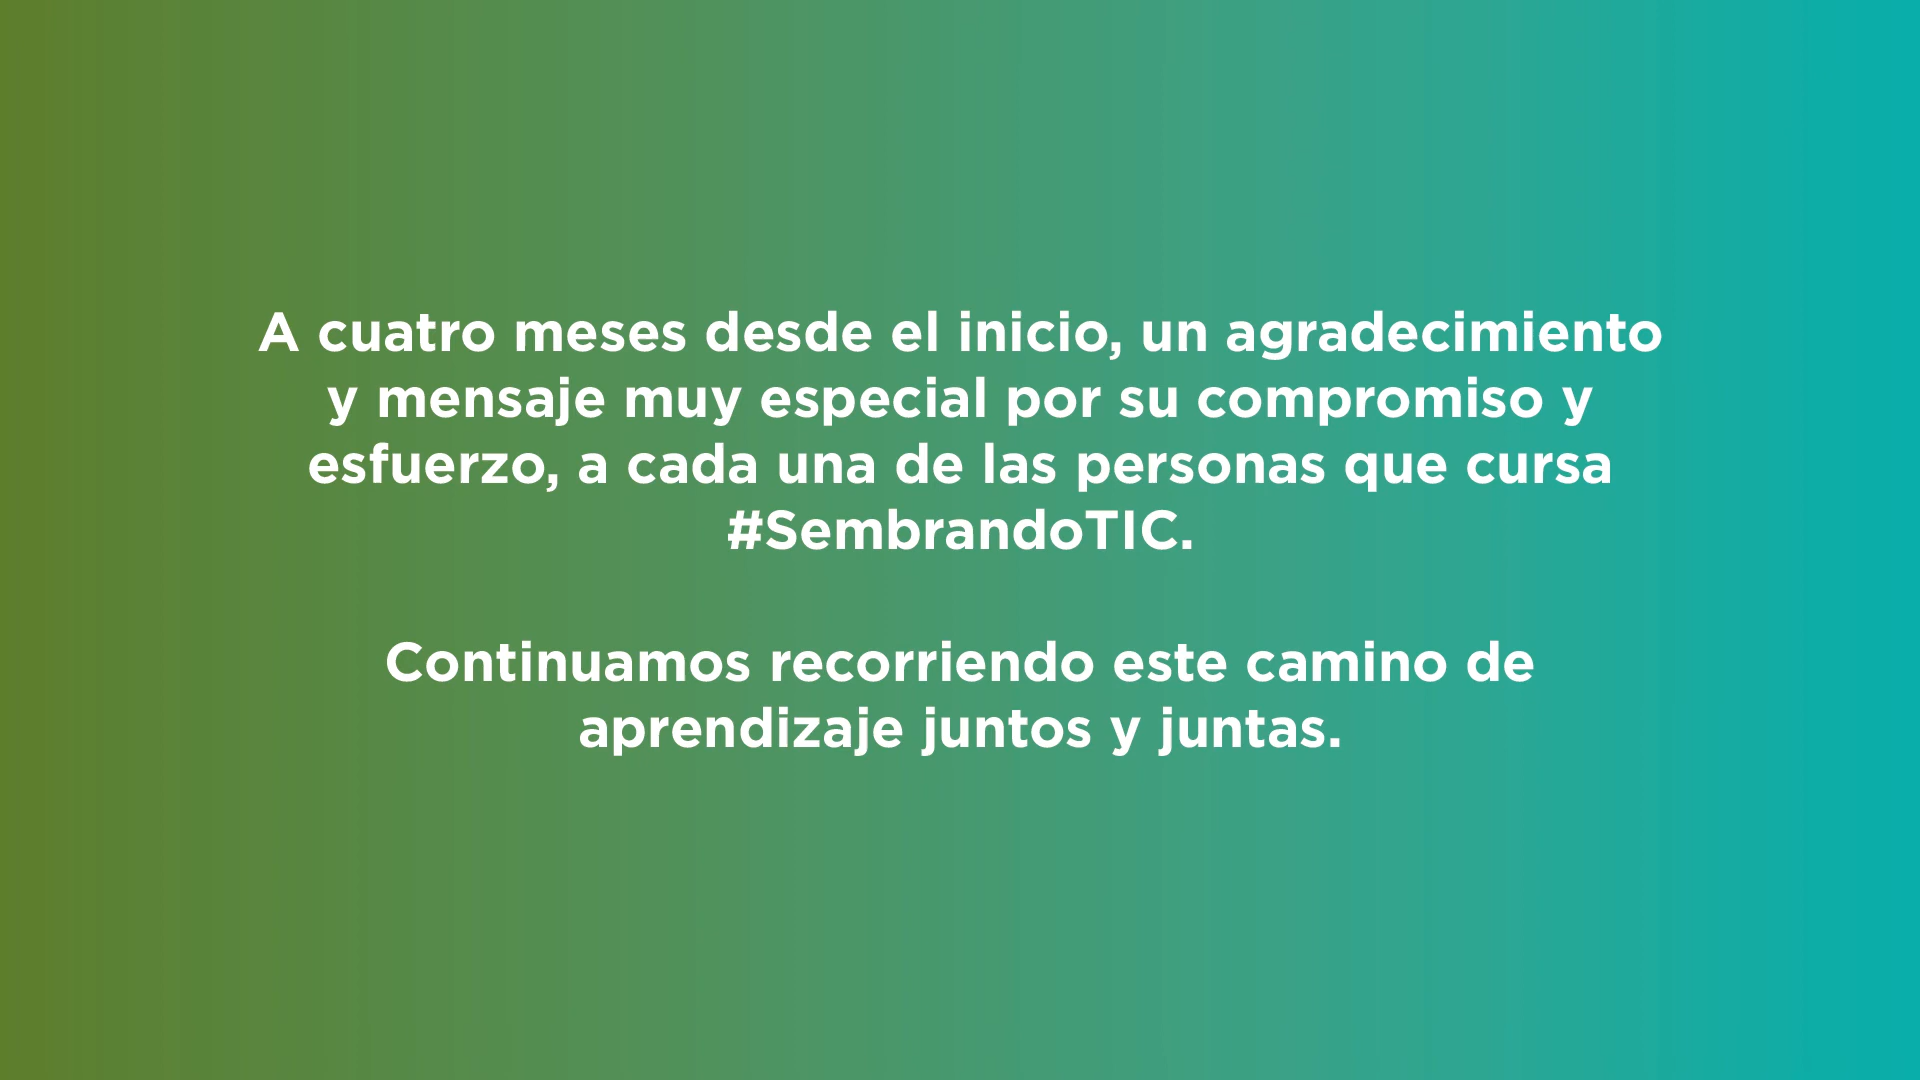 A cuatro meses desde el inicio, un agradecimiento
y mensaje muy especial por su compromiso y
esfuerzo, a cada una de las personas que cursa
#SembrandoTIC.
Continuamos recorriendo este camino de
aprendizaje juntos y juntas.